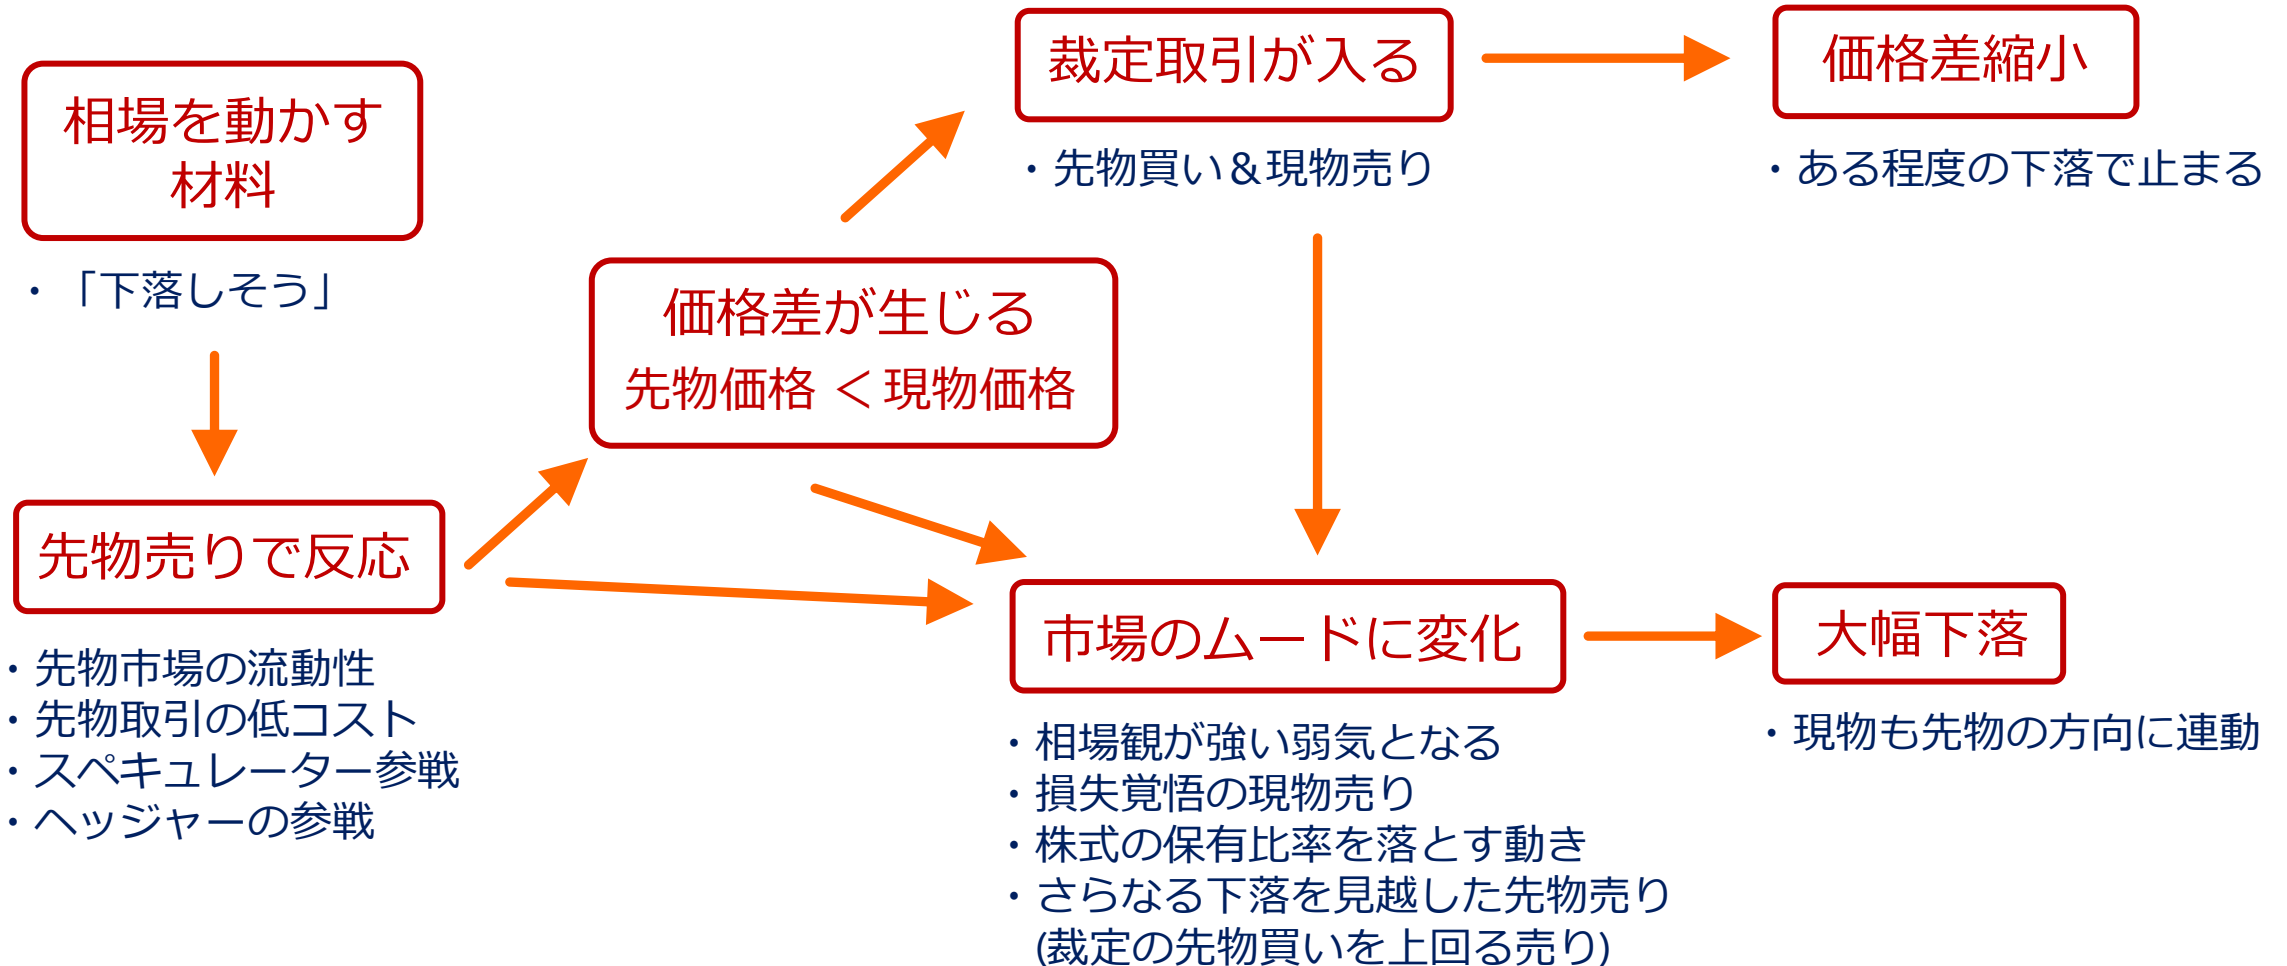 相場を動かす
材料
・「下落しそう」
先物売りで反応
・先物市場の流動性
・先物取引の低コスト
・スペキュレーター参戦
・ヘッジャーの参戦
価格差が生じる
先物価格 ＜ 現物価格
裁定取引が入る
・先物買い＆現物売り
価格差縮小
・ある程度の下落で止まる
市場のムードに変化
・相場観が強い弱気となる
・損失覚悟の現物売り
・株式の保有比率を落とす動き
・さらなる下落を見越した先物売り
(裁定の先物買いを上回る売り)
大幅下落
・現物も先物の方向に連動